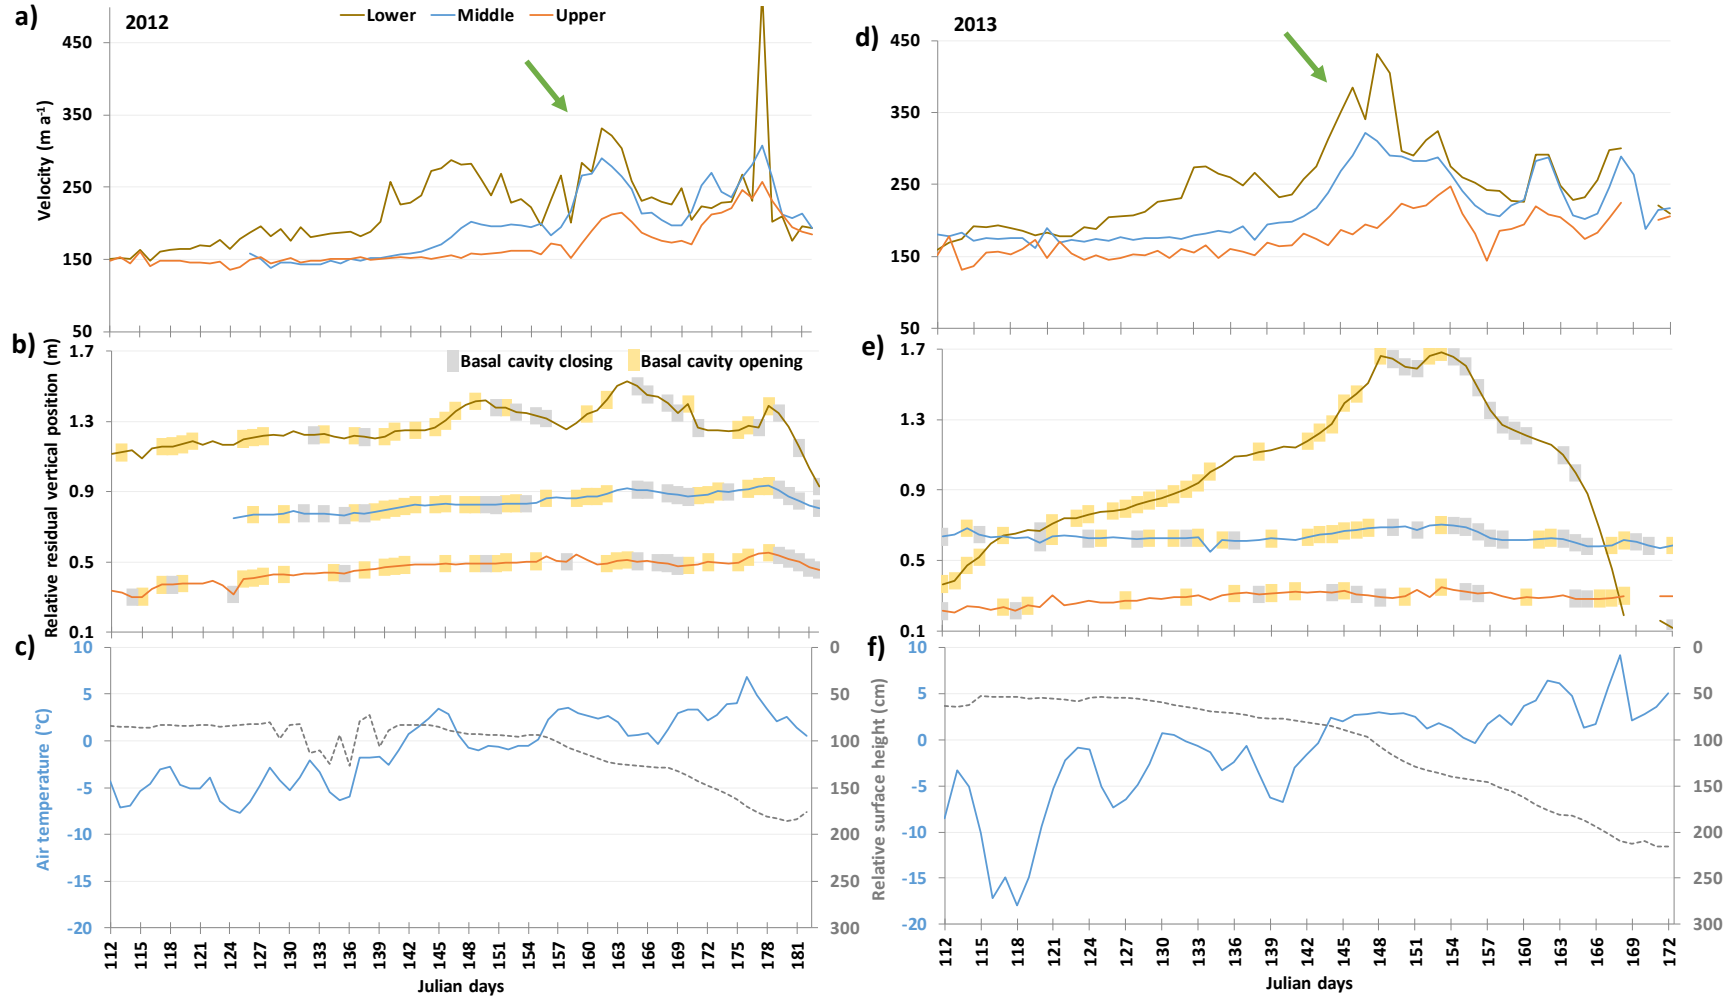 a)
2012
Lower
Middle
Upper
450
350
250
150
50
Velocity (m a-1)
d)
2013
450
350
250
150
50
b)
Basal cavity closing
Basal cavity opening
1.7
1.3
0.9
0.5
0.1
Relative residual vertical position (m)
e)
1.7
1.3
0.9
0.5
0.1
c)
10
5
0
-5
-10
-15
-20
Air temperature (°C)
0
50
100
150
200
250
300
112 115 118 121 124 127 130 133 136 139 142 145 148 151 154 157 160 163 166 169 172 175 178 181
Julian days
f)
10
5
0
-5
-10
-15
-20
Relative surface height (cm)
0
50
100
150
200
250
300
112 115 118 121 124 127 130 133 136 139 142 145 148 151 154 157 160 163 166 169 172
Julian days